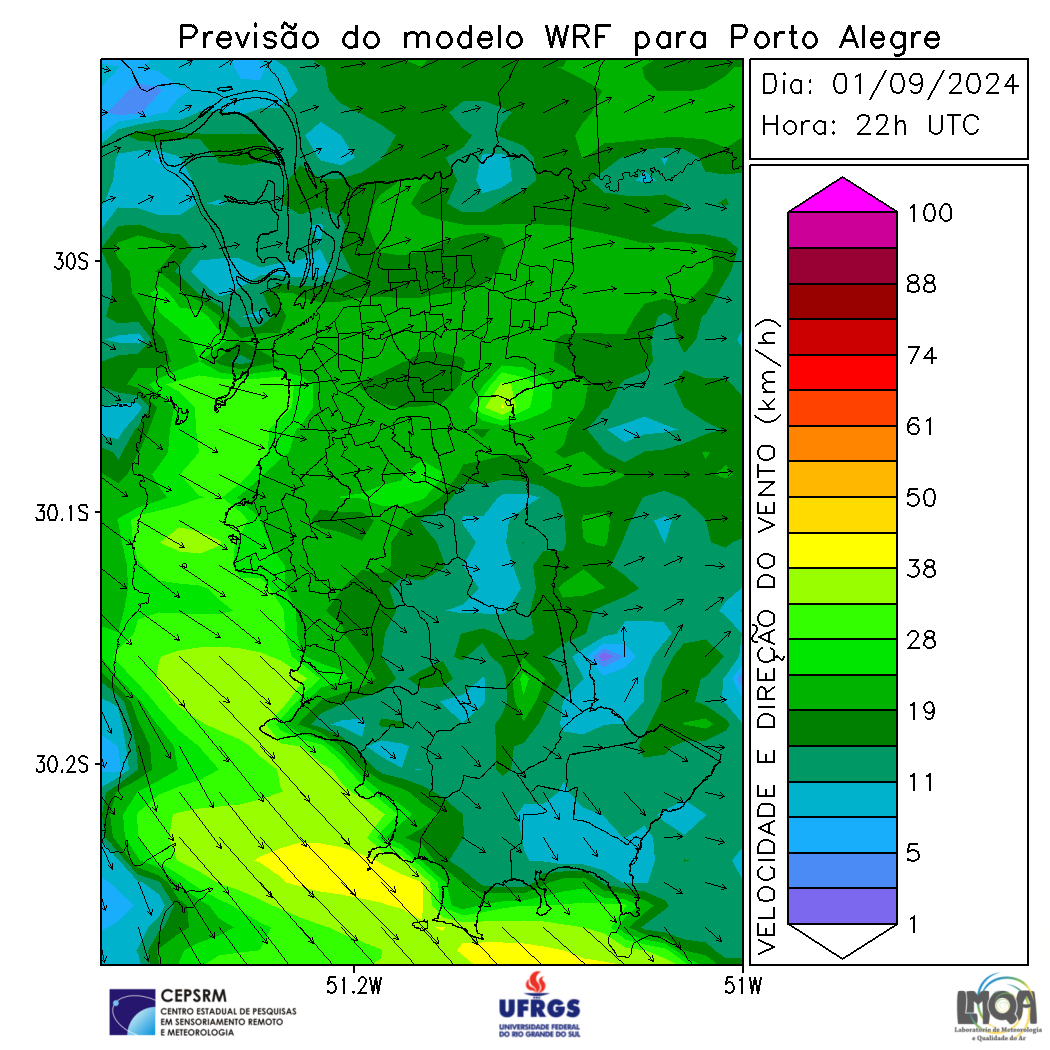 Previsão do modelo WRF para Porto Alegre
Dia: 01/09/2024
Hora: 22h UTC
30S
30.1S
30.2S
51.2W
51W
VELOCIDADE E DIREÇÃO DO VENTO (km/h)
100
88
74
61
50
38
28
19
11
5
1
CEPSRM
CENTRO ESTADUAL DE PESQUISAS
EM SENSORIAMENTO REMOTO
E METEOROLOGIA
UFRGS
UNIVERSIDADE FEDERAL
DO RIO GRANDE DO SUL
LMQA
Laboratório de Meteorologia
e Qualidade do Ar